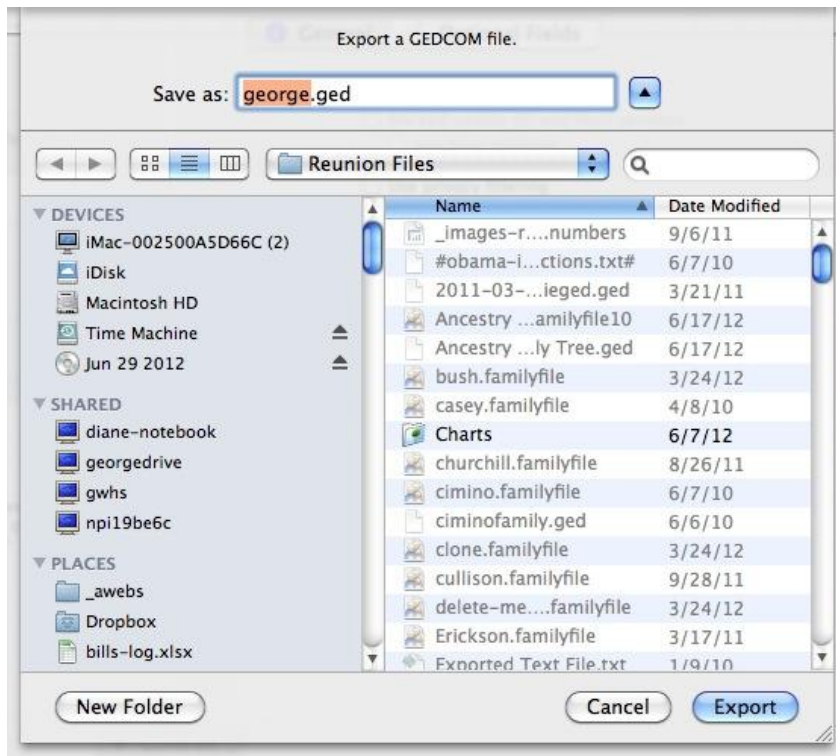 Export a GEDCOM file.
Save as: george.ged
Reunion Files
DEVICES
iMac-002500A5D66C (2)
iDisk
Macintosh HD
Time Machine
Jun 29 2012
SHARED
diane-notebook
georgedrive
gwhs
npi19be6c
PLACES
_awebs
Dropbox
bills-log.xlsx
Name Date Modified
_images-r....numbers 9/6/11
#obama-i...ctions.txt# 6/7/10
2011-03-...ieged.ged 3/21/11
Ancestry ...amilyfile10 6/17/12
Ancestry ...ly Tree.ged 6/17/12
bush.familyfile 3/24/12
casey.familyfile 4/8/10
Charts 6/7/12
churchill.familyfile 8/26/11
cimino.familyfile 6/7/10
ciminofamily.ged 6/6/10
clone.familyfile 3/24/12
cullison.familyfile 9/28/11
delete-me....familyfile 3/24/12
Erickson.familyfile 3/17/11
Exported Text File.txt 1/9/10
New Folder Cancel Export